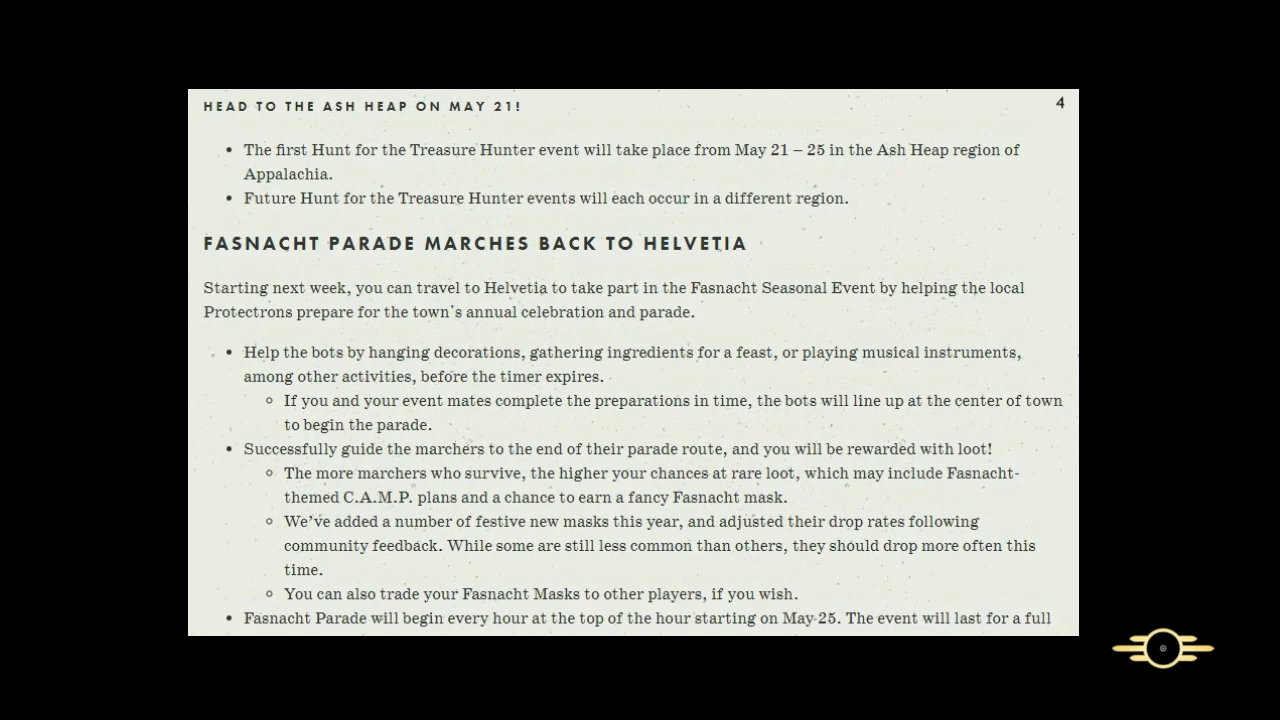 HEAD TO THE ASH HEAP ON MAY 21!
4
• The first Hunt for the Treasure Hunter event will take place from May 21 – 25 in the Ash Heap region of
Appalachia.
• Future Hunt for the Treasure Hunter events will each occur in a different region.
FASNACHT PARADE MARCHES BACK TO HELVETIA
Starting next week, you can travel to Helvetia to take part in the Fasnacht Seasonal Event by helping the local
Protectrons prepare for the town's annual celebration and parade.
• Help the bots by hanging decorations, gathering ingredients for a feast, or playing musical instruments,
among other activities, before the timer expires.
◦ If you and your event mates complete the preparations in time, the bots will line up at the center of town
to begin the parade.
• Successfully guide the marchers to the end of their parade route, and you will be rewarded with loot!
◦ The more marchers who survive, the higher your chances at rare loot, which may include Fasnacht-
themed C.A.M.P. plans and a chance to earn a fancy Fasnacht mask.
◦ We've added a number of festive new masks this year, and adjusted their drop rates following
community feedback. While some are still less common than others, they should drop more often this
time.
◦ You can also trade your Fasnacht Masks to other players, if you wish.
• Fasnacht Parade will begin every hour at the top of the hour starting on May 25. The event will last for a full